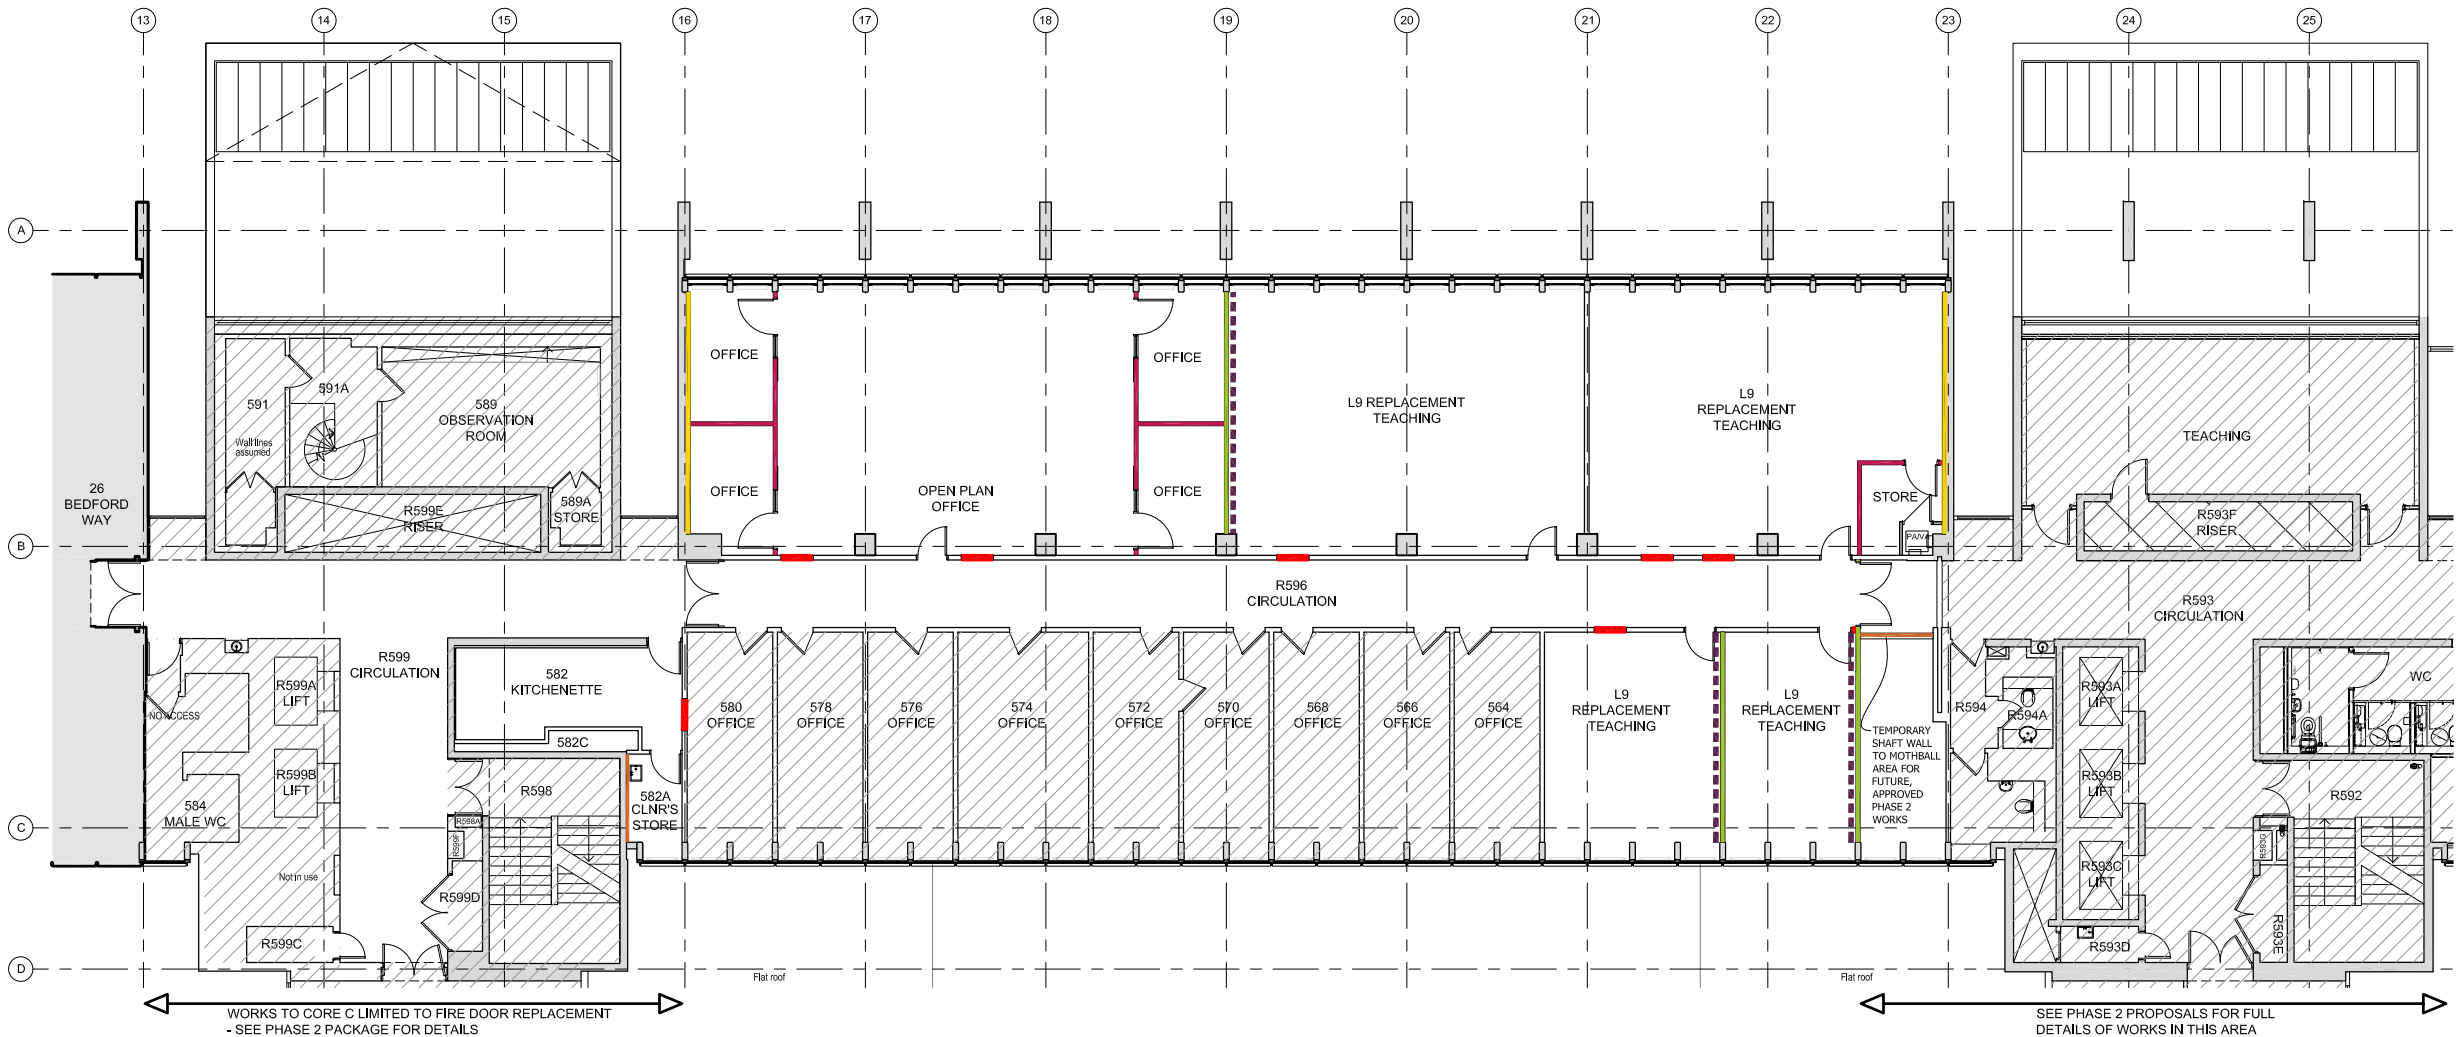 13
14
15
16
17
18
19
20
21
22
23
24
25
A
B
C
D
26
BEDFORD
WAY
591
591A
Wall lines
assumed
589
OBSERVATION
ROOM
R599E
RISER
589A
STORE
OFFICE
OFFICE
OPEN PLAN
OFFICE
OFFICE
OFFICE
L9 REPLACEMENT
TEACHING
L9
REPLACEMENT
TEACHING
STORE
PA/VA
TEACHING
R593F
RISER
R596
CIRCULATION
R593
CIRCULATION
R599
CIRCULATION
NO ACCESS
R599A
LIFT
R599B
LIFT
584
MALE WC
Not in use
R599C
582
KITCHENETTE
582C
582A
CLNR'S
STORE
R598
R598A
R599F
R599D
580
OFFICE
578
OFFICE
576
OFFICE
574
OFFICE
572
OFFICE
570
OFFICE
568
OFFICE
566
OFFICE
564
OFFICE
L9
REPLACEMENT
TEACHING
L9
REPLACEMENT
TEACHING
TEMPORARY
SHAFT WALL
TO MOTHBALL
AREA FOR
FUTURE,
APPROVED
PHASE 2
WORKS
R594
R594A
R593A
LIFT
R593B
LIFT
R593C
LIFT
R593D
WC
R592
R593G
R593E
Flat roof
Flat roof
WORKS TO CORE C LIMITED TO FIRE DOOR REPLACEMENT
- SEE PHASE 2 PACKAGE FOR DETAILS
SEE PHASE 2 PROPOSALS FOR FULL
DETAILS OF WORKS IN THIS AREA